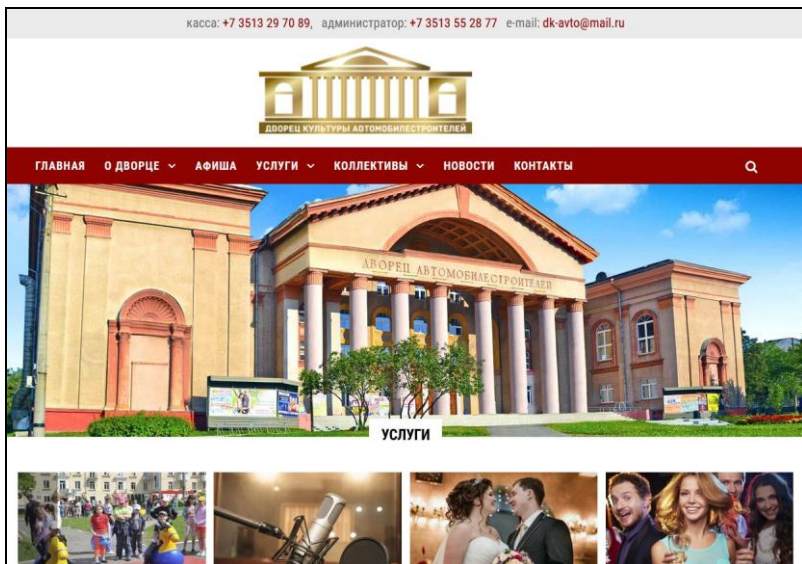 касса: +7 3513 29 70 89, администратор: +7 3513 55 28 77 e-mail: dk-avto@mail.ru
ДВОРЕЦ КУЛЬТУРЫ АВТОМОБИЛЕСТРОИТЕЛЕЙ
ГЛАВНАЯ О ДВОРЦЕ АФИША УСЛУГИ КОЛЛЕКТИВЫ НОВОСТИ КОНТАКТЫ
ДВОРЕЦ АВТОМОБИЛЕСТРОИТЕЛЕЙ
УСЛУГИ